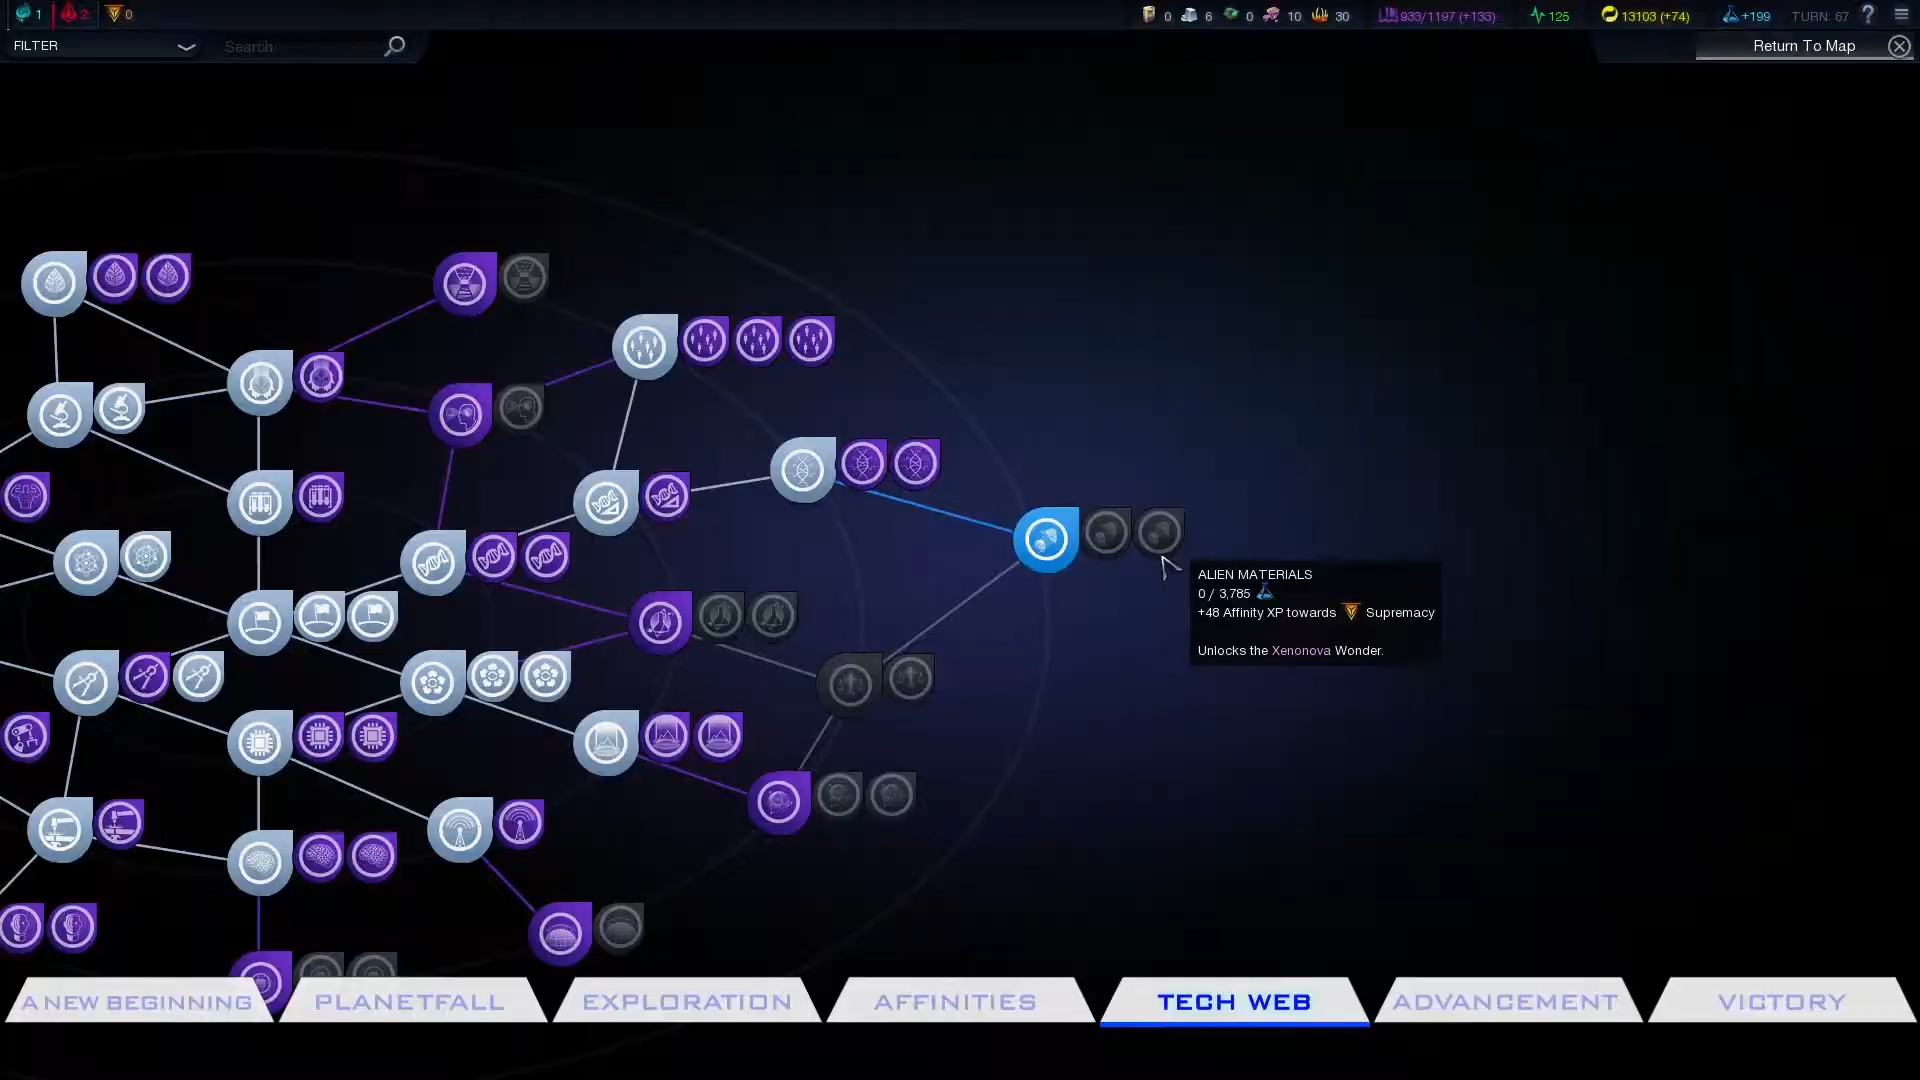 1 2 0 0 6 0 10 30 933/1197 (+133) 125 13103 (+74) +199 TURN: 67 ?
FILTER Search Return To Map
ALIEN MATERIALS
0 / 3,785
+48 Affinity XP towards Supremacy
Unlocks the Xenonova Wonder.
A NEW BEGINNING PLANETFALL EXPLORATION AFFINITIES TECH WEB ADVANCEMENT VICTORY